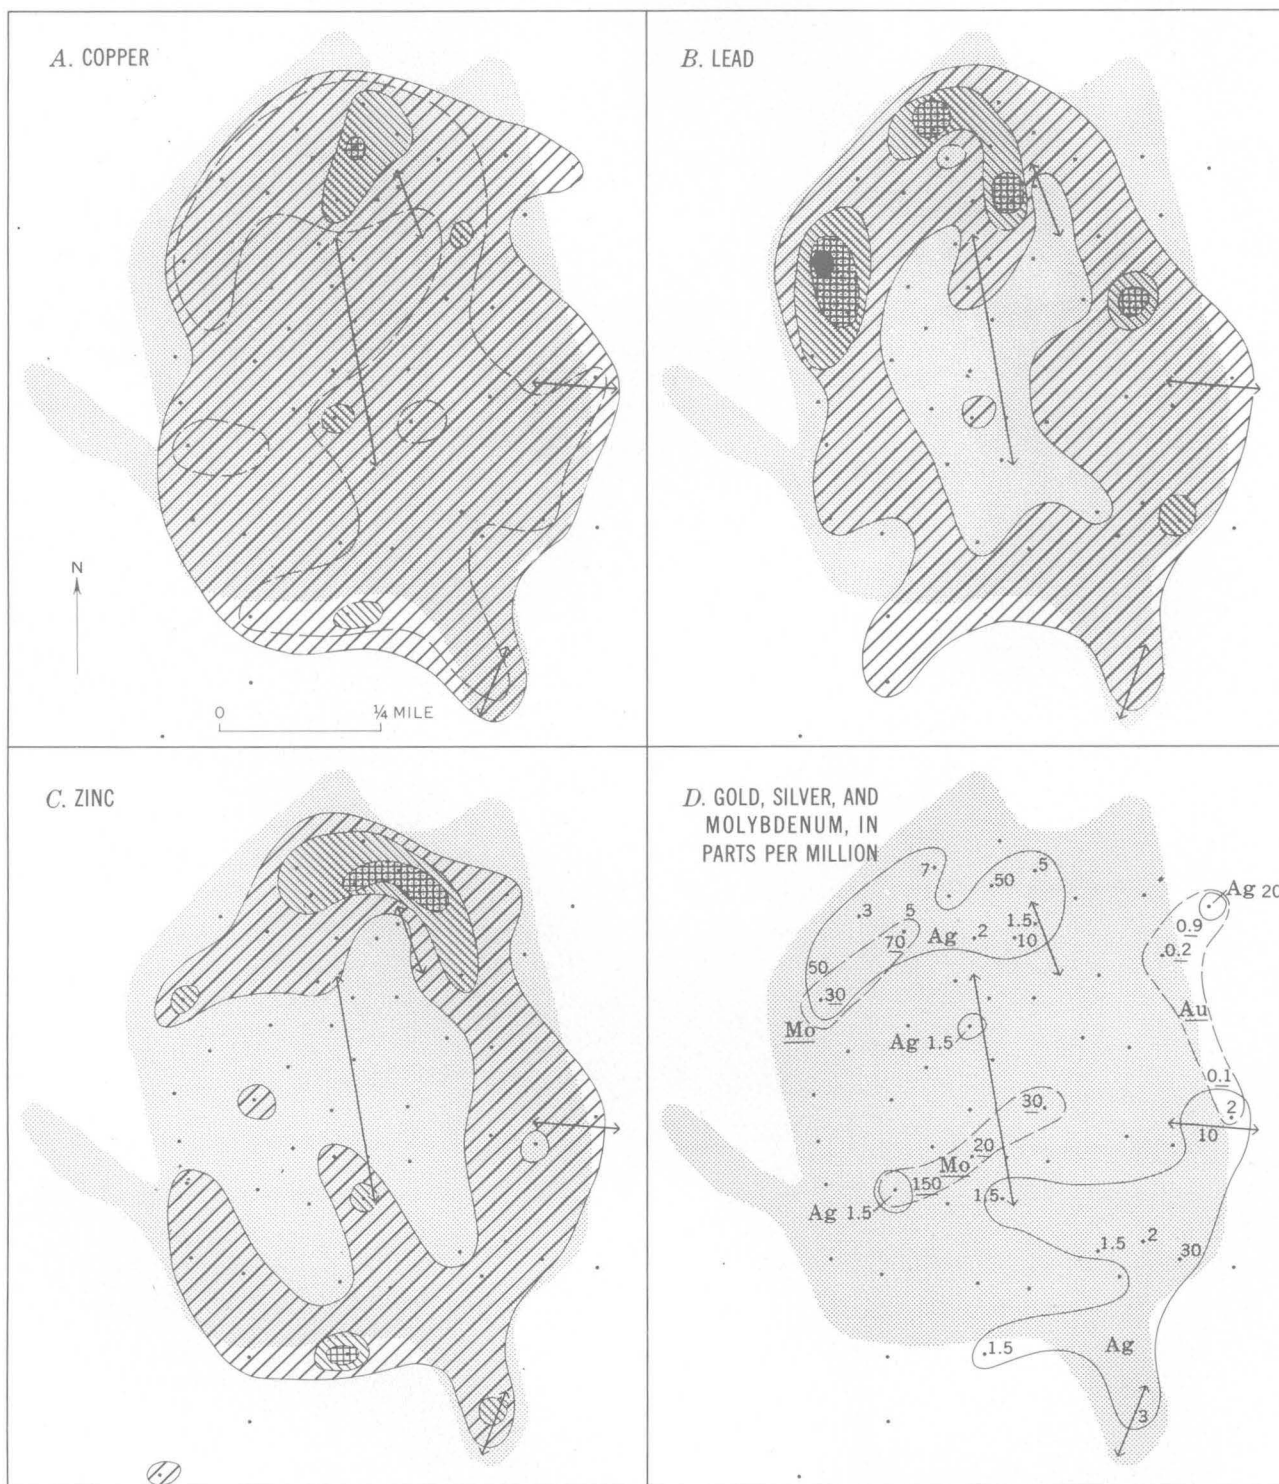 A. COPPER
N
0 ¼ MILE
B. LEAD
C. ZINC
D. GOLD, SILVER, AND
MOLYBDENUM, IN
PARTS PER MILLION
7
50
5
Ag 20
3
5
1.5
0.9
70
Ag
2
10
0.2
50
30
Mo
Au
Ag 1.5
0.1
30
2
10
20
Mo
150
1.5
Ag 1.5
2
1.5
30
1.5
Ag
3